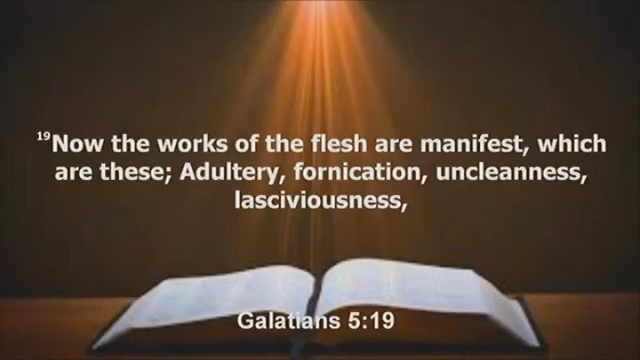 19Now the works of the flesh are manifest, which
are these; Adultery, fornication, uncleanness,
lasciviousness,
Galatians 5:19